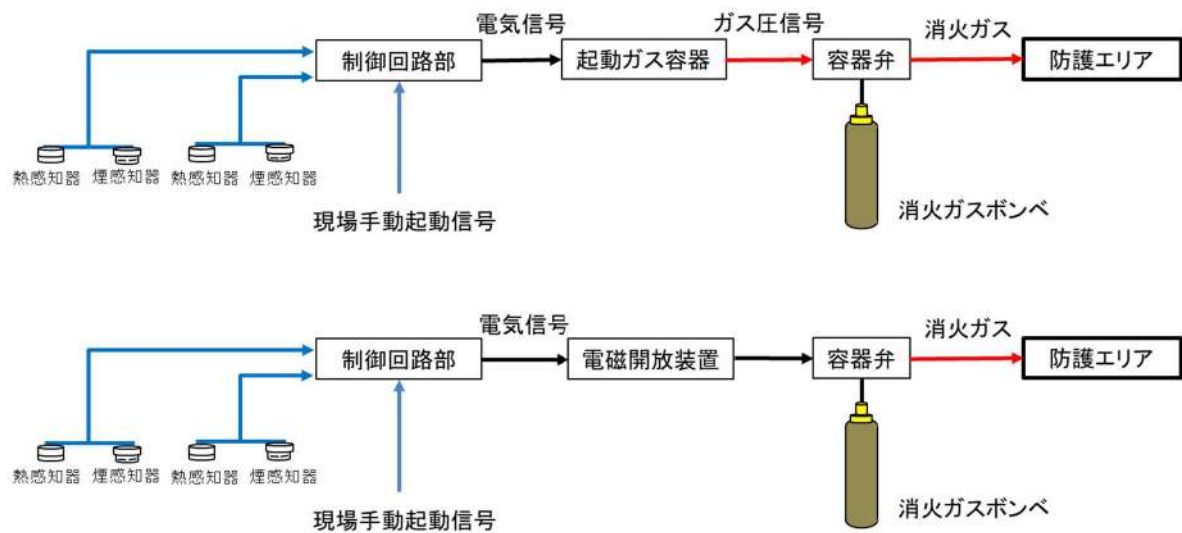 電気信号
ガス圧信号
消火ガス
制御回路部
起動ガス容器
容器弁
防護エリア
熱感知器
煙感知器
熱感知器
煙感知器
現場手動起動信号
消火ガスボンベ
電気信号
消火ガス
制御回路部
電磁開放装置
容器弁
防護エリア
熱感知器
煙感知器
熱感知器
煙感知器
現場手動起動信号
消火ガスボンベ